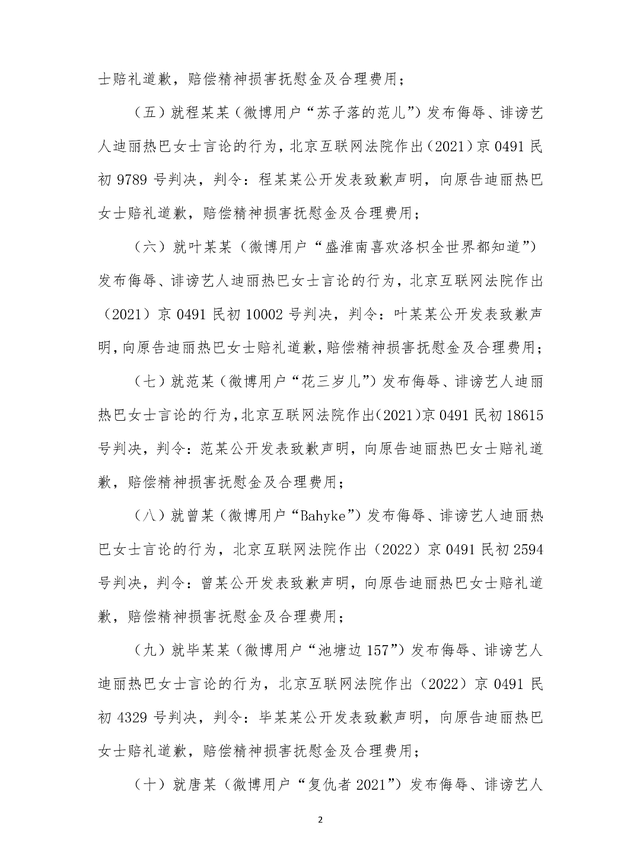 士赔礼道歉，赔偿精神损害抚慰金及合理费用；
（五）就程某某（微博用户“苏子落的范儿”）发布侮辱、诽谤艺
人迪丽热巴女士言论的行为，北京互联网法院作出（2021）京 0491 民
初 9789 号判决，判令：程某某公开发表致歉声明，向原告迪丽热巴
女士赔礼道歉，赔偿精神损害抚慰金及合理费用；
（六）就叶某某（微博用户“盛淮南喜欢洛枳全世界都知道”）
发布侮辱、诽谤艺人迪丽热巴女士言论的行为，北京互联网法院作出
（2021）京 0491 民初 10002 号判决，判令：叶某某公开发表致歉声
明，向原告迪丽热巴女士赔礼道歉，赔偿精神损害抚慰金及合理费用；
（七）就范某（微博用户“花三岁儿”）发布侮辱、诽谤艺人迪丽
热巴女士言论的行为，北京互联网法院作出（2021）京 0491 民初 18615
号判决，判令：范某公开发表致歉声明，向原告迪丽热巴女士赔礼道
歉，赔偿精神损害抚慰金及合理费用；
（八）就曾某（微博用户“Bahyke”）发布侮辱、诽谤艺人迪丽热
巴女士言论的行为，北京互联网法院作出（2022）京 0491 民初 2594
号判决，判令：曾某公开发表致歉声明，向原告迪丽热巴女士赔礼道
歉，赔偿精神损害抚慰金及合理费用；
（九）就毕某某（微博用户“池塘边 157”）发布侮辱、诽谤艺人
迪丽热巴女士言论的行为，北京互联网法院作出（2022）京 0491 民
初 4329 号判决，判令：毕某某公开发表致歉声明，向原告迪丽热巴
女士赔礼道歉，赔偿精神损害抚慰金及合理费用；
（十）就唐某（微博用户“复仇者 2021”）发布侮辱、诽谤艺人
2